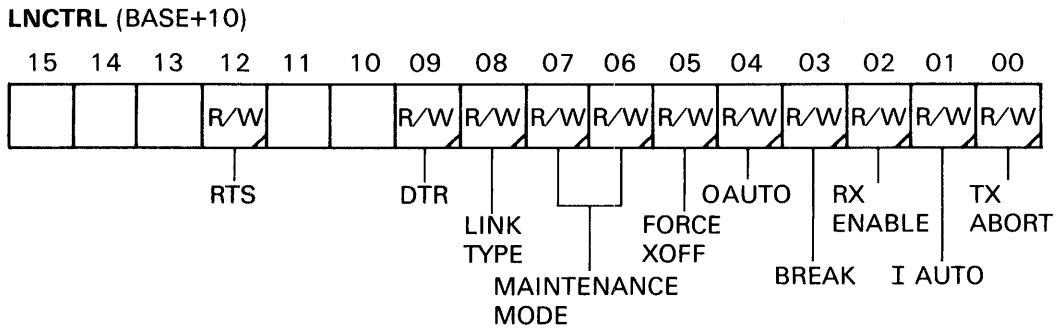 LNCTRL (BASE+10)
15 14 13 12 11 10 09 08 07 06 05 04 03 02 01 00
R/W R/W R/W R/W R/W R/W R/W R/W R/W R/W R/W
RTS DTR OAUTO RX TX
LINK FORCE ENABLE ABORT
TYPE XOFF
MAINTENANCE BREAK I AUTO
MODE